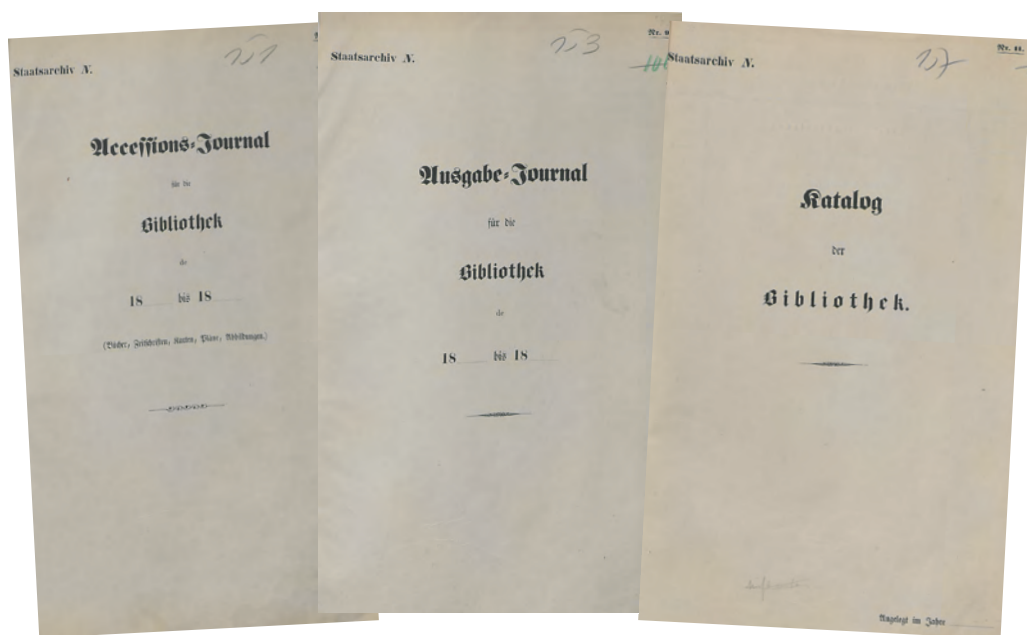 Staatsarchiv N.
Accessions-Journal
für die
Bibliothek
de
18 bis 18
(Bücher, Zeitschriften, Karten, Pläne, Abbildungen.)
Nr. 9
Staatsarchiv N.
Ausgabe-Journal
für die
Bibliothek
de
18 bis 18
Nr. 11.
Staatsarchiv N.
Katalog
der
Bibliothek.
Angelegt im Jahre